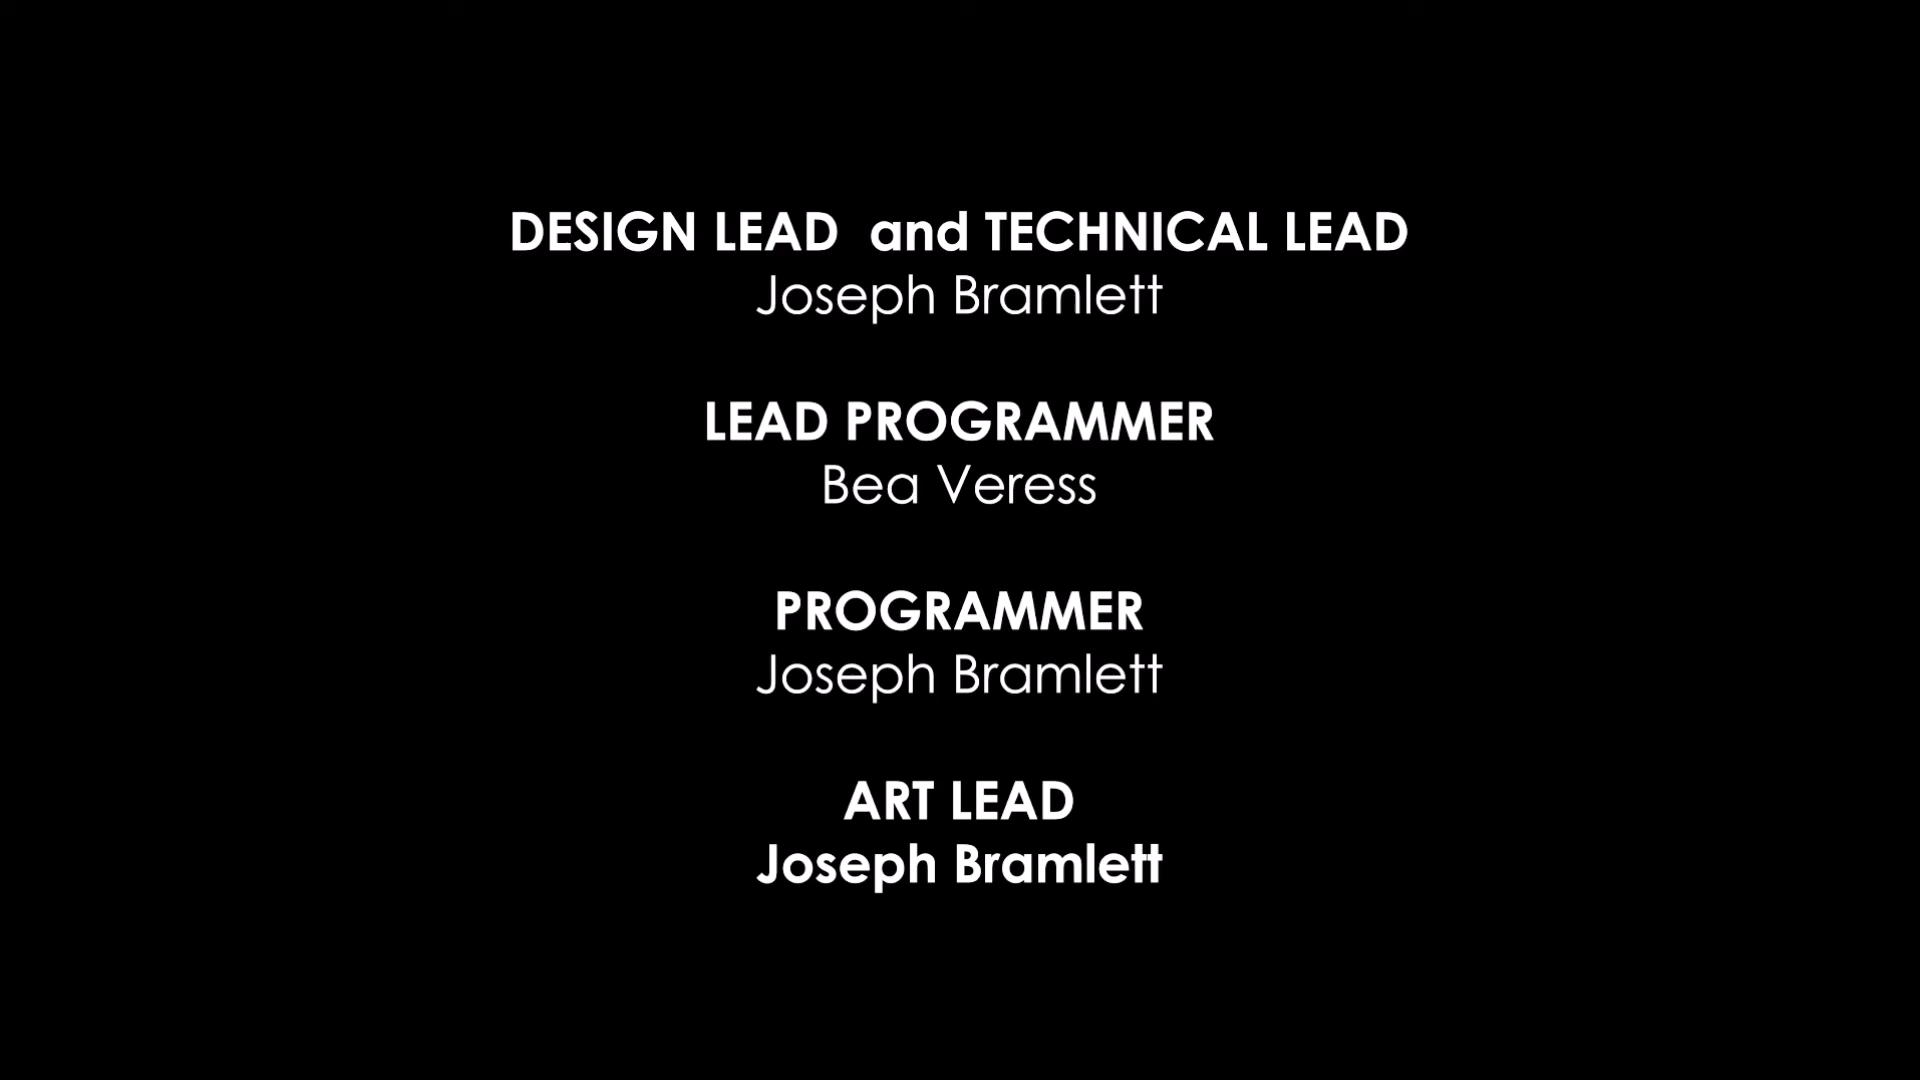 DESIGN LEAD  and TECHNICAL LEAD
Joseph Bramlett
LEAD PROGRAMMER
Bea Veress
PROGRAMMER
Joseph Bramlett
ART LEAD
Joseph Bramlett